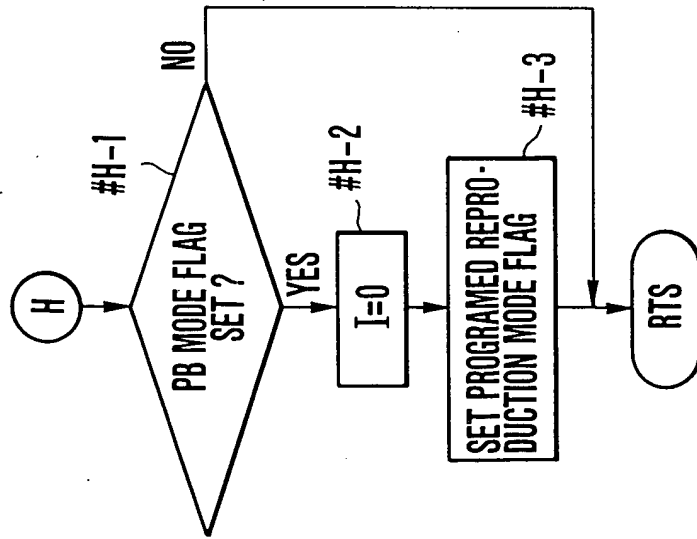 H
#H-1
PB MODE FLAG
SET ?
NO
YES
#H-2
I=0
#H-3
SET PROGRAMED REPRO-
DUCTION MODE FLAG
RTS